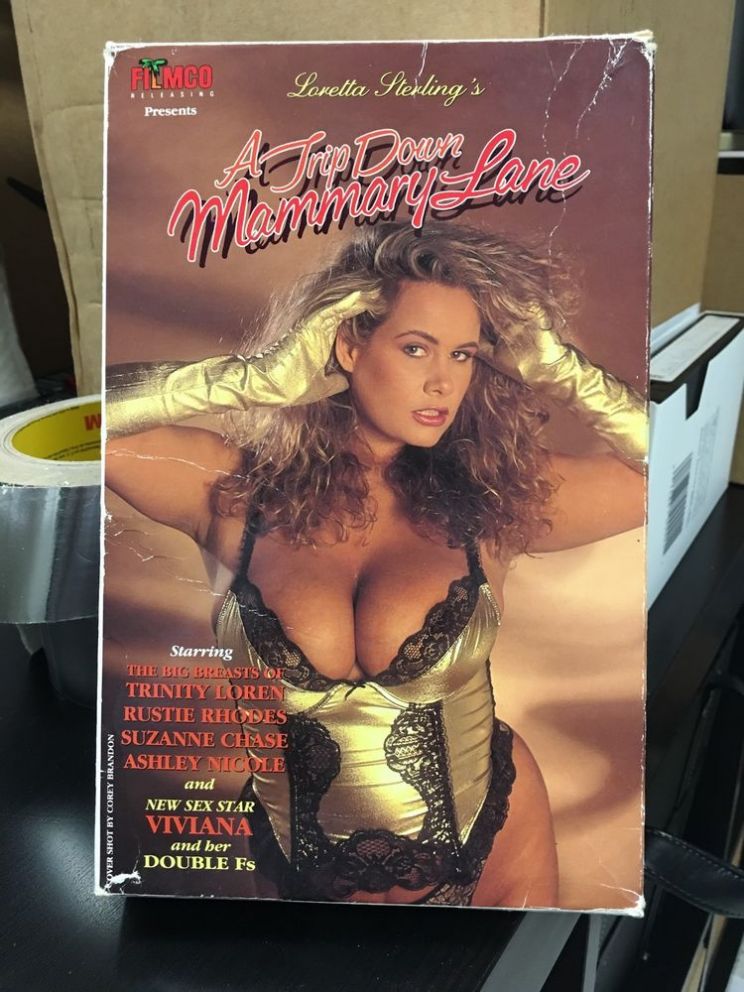 FILMCO
RELEASING
Presents
Loretta Sterling's
A Trip Down
Mammary Lane
Starring
THE BIG BREASTS OF
TRINITY LOREN
RUSTIE RHODES
SUZANNE CHASE
ASHLEY NICOLE
and
NEW SEX STAR
VIVIANA
and her
DOUBLE Fs
COVER SHOT BY COREY BRANDON